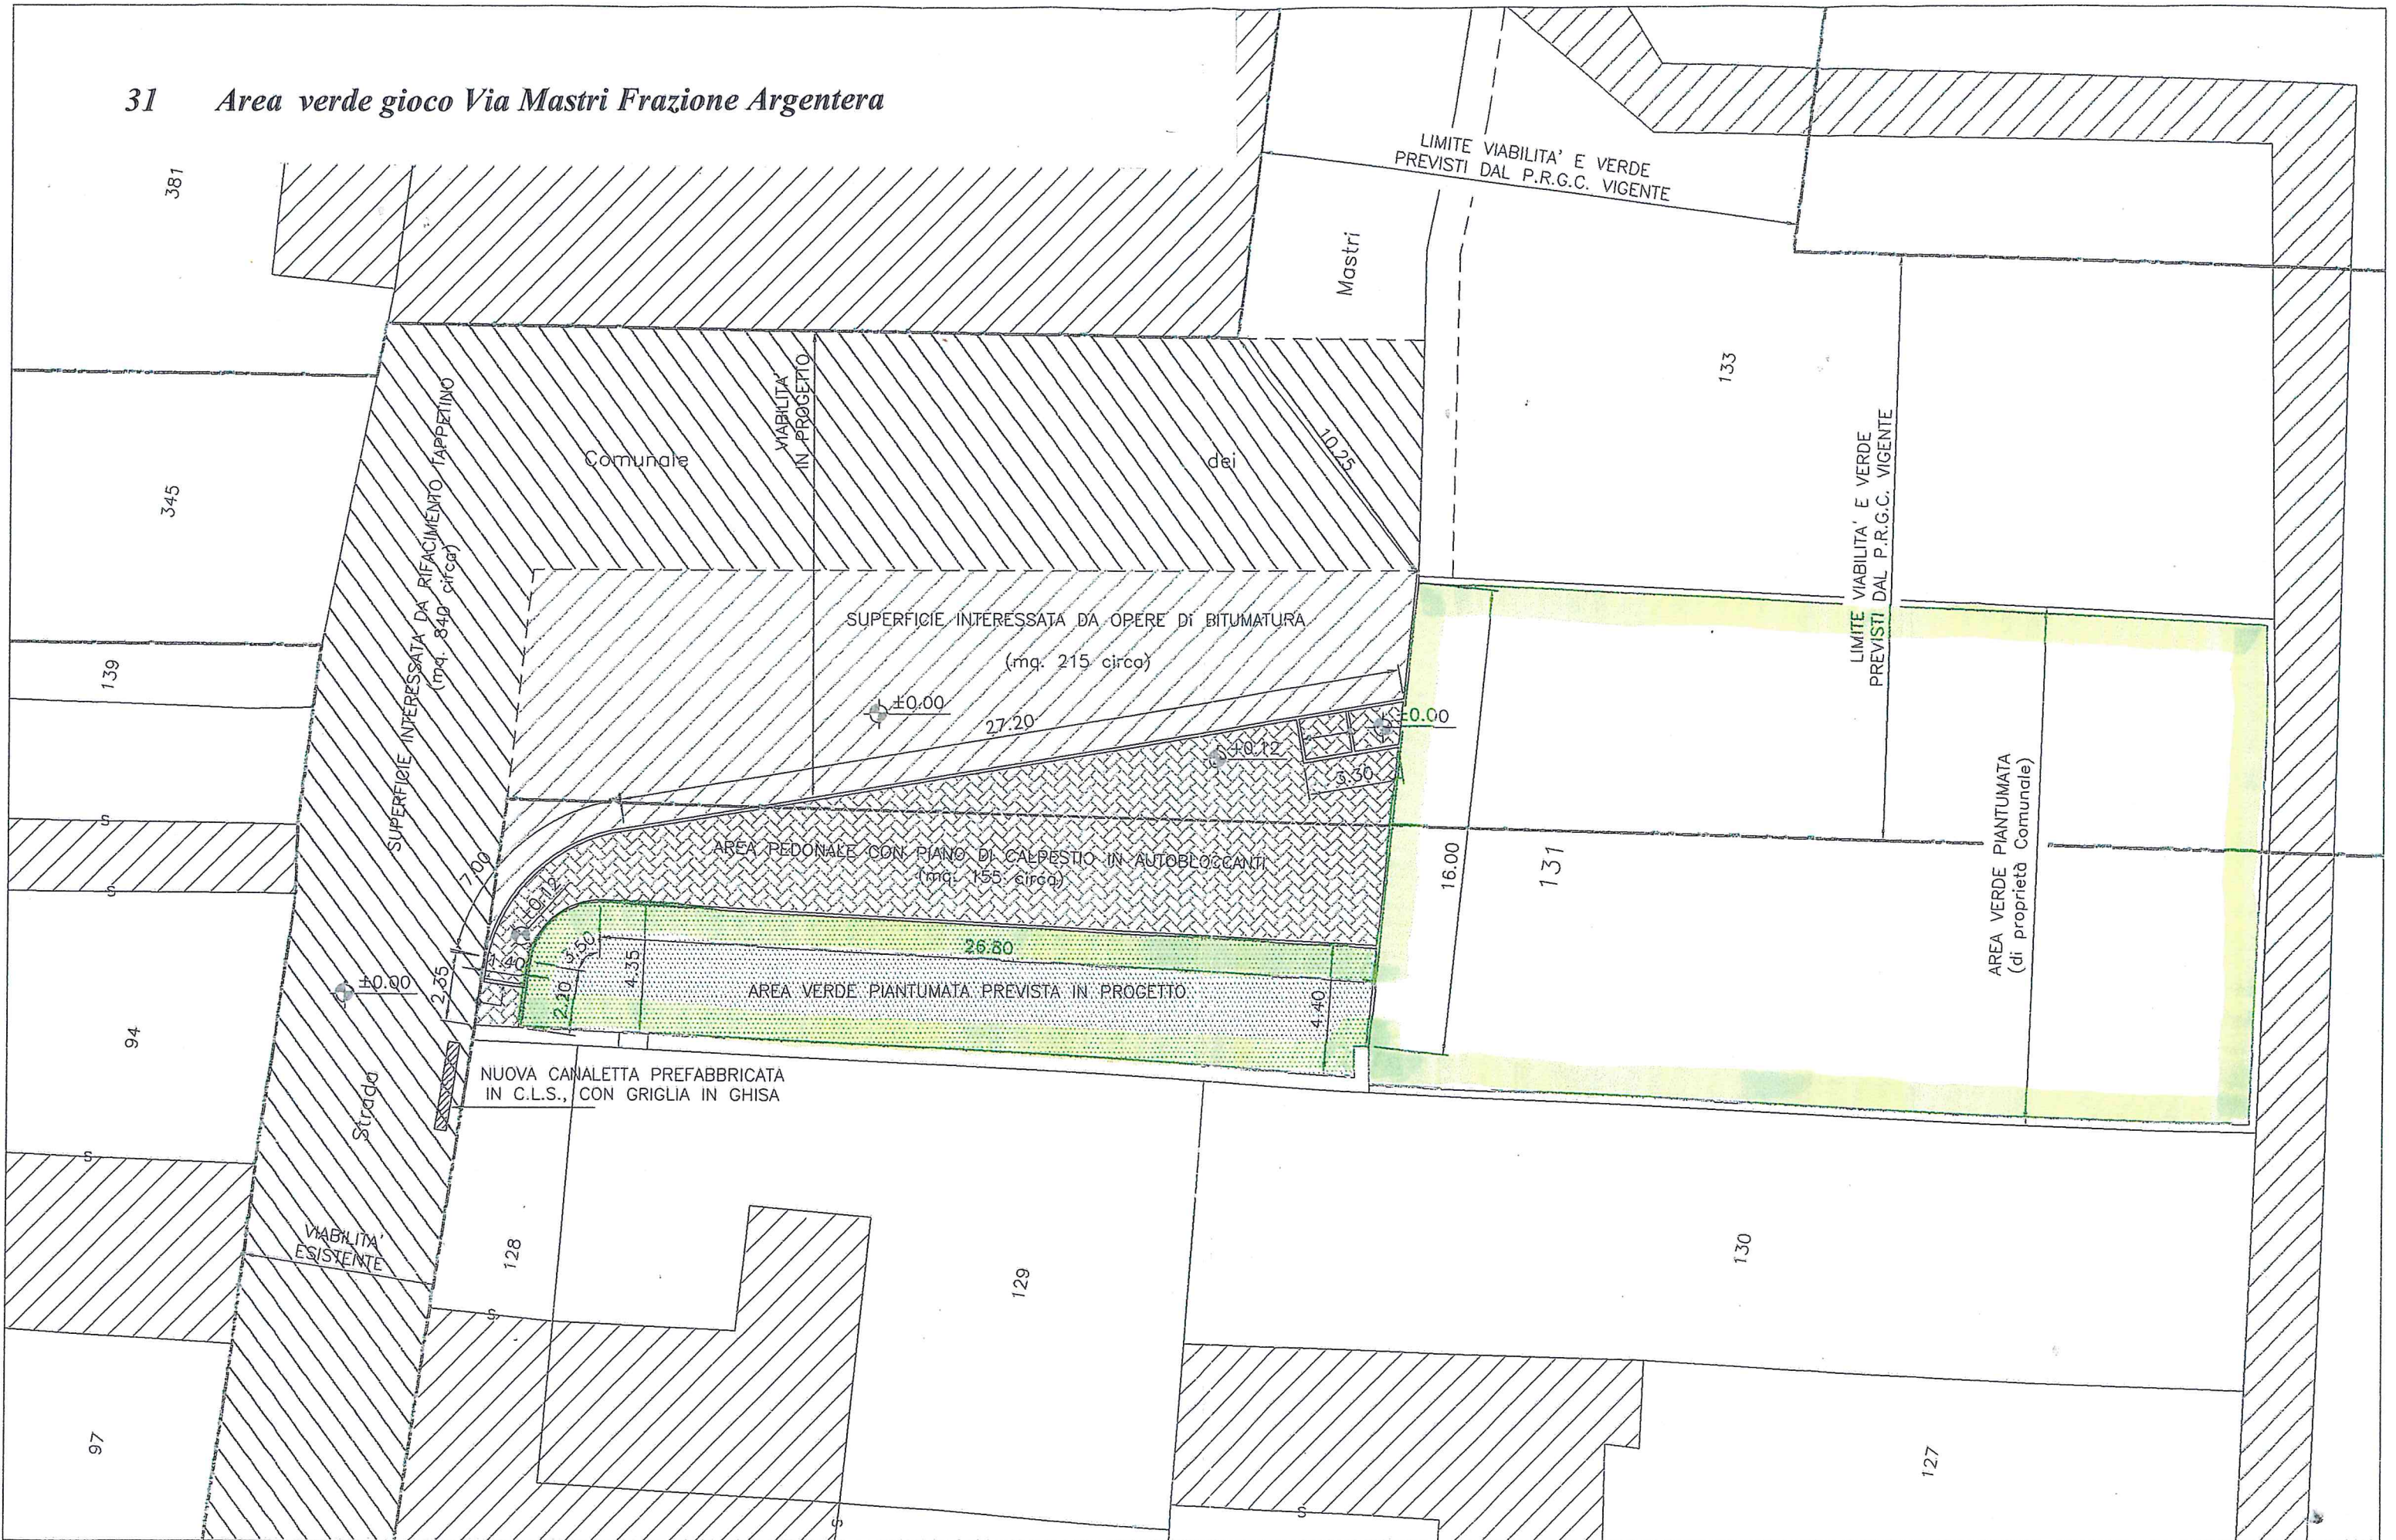 31 Area verde gioco Via Mastri Frazione Argentera
381
LIMITE VIABILITA' E VERDE
PREVISTI DAL P.R.G.C. VIGENTE
Mastri
133
345
SUPERFICIE INTERESSATA DA RIFACIMENTO TAPPETINO
(mq. 840 circa)
VIABILITA'
IN PROGETTO
Comunale
dei
10.25
LIMITE VIABILITA' E VERDE
PREVISTI DAL P.R.G.C. VIGENTE
139
SUPERFICIE INTERESSATA DA OPERE Di BITUMATURA
(mq. 215 circa)
±0.00
27.20
±0.00
+0.12
3.30
AREA VERDE PIANTUMATA
(di proprietà Comunale)
S
7.00
AREA PEDONALE CON PIANO DI CALPESTIO IN AUTOBLOCCANTI
(mq. 155 circa)
16.00
131
S
+0.12
3.50
26.80
1.40
4.35
±0.00
2.35
2.20
AREA VERDE PIANTUMATA PREVISTA IN PROGETTO
4.40
94
Strada
NUOVA CANALETTA PREFABBRICATA
IN C.L.S., CON GRIGLIA IN GHISA
S
VIABILITA'
ESISTENTE
128
129
130
S
97
127
S
S